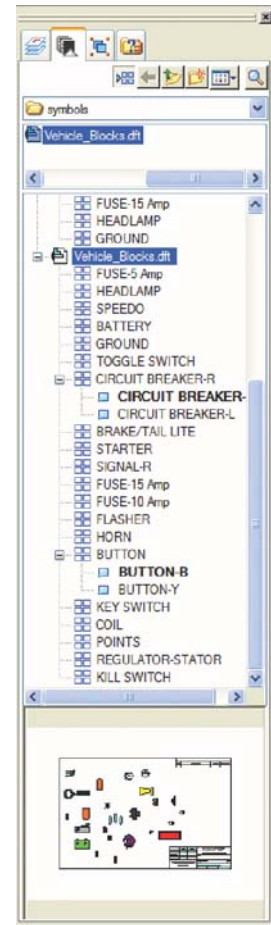 symbols
Vehicle_Blocks.dft
FUSE-15 Amp
HEADLAMP
GROUND
Vehicle_Blocks.dft
FUSE-5 Amp
HEADLAMP
SPEEDO
BATTERY
GROUND
TOGGLE SWITCH
CIRCUIT BREAKER-R
CIRCUIT BREAKER-
CIRCUIT BREAKER-L
BRAKE/TAIL LITE
STARTER
SIGNAL-R
FUSE-15 Amp
FUSE-10 Amp
FLASHER
HORN
BUTTON
BUTTON-B
BUTTON-Y
KEY SWITCH
COIL
POINTS
REGULATOR-STATOR
KILL SWITCH